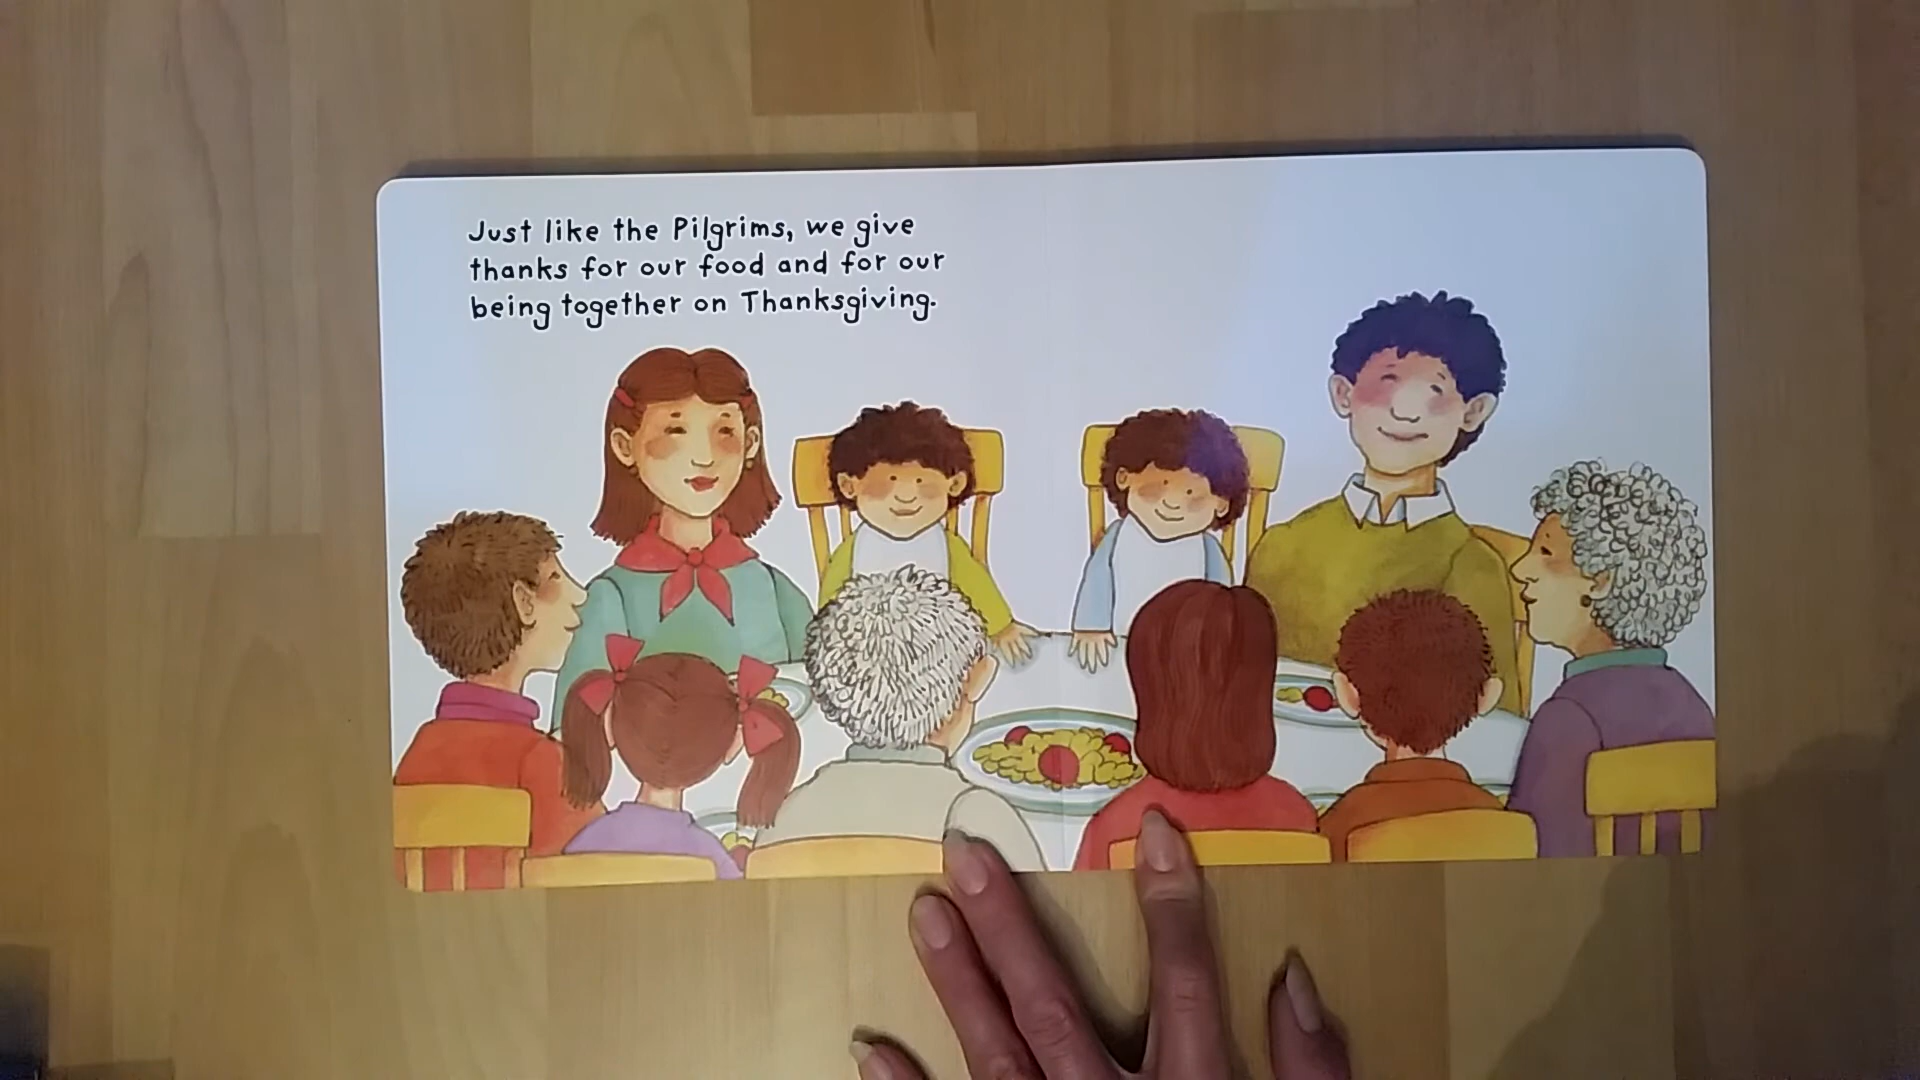 Just like the Pilgrims, we give
thanks for our food and for our
being together on Thanksgiving.